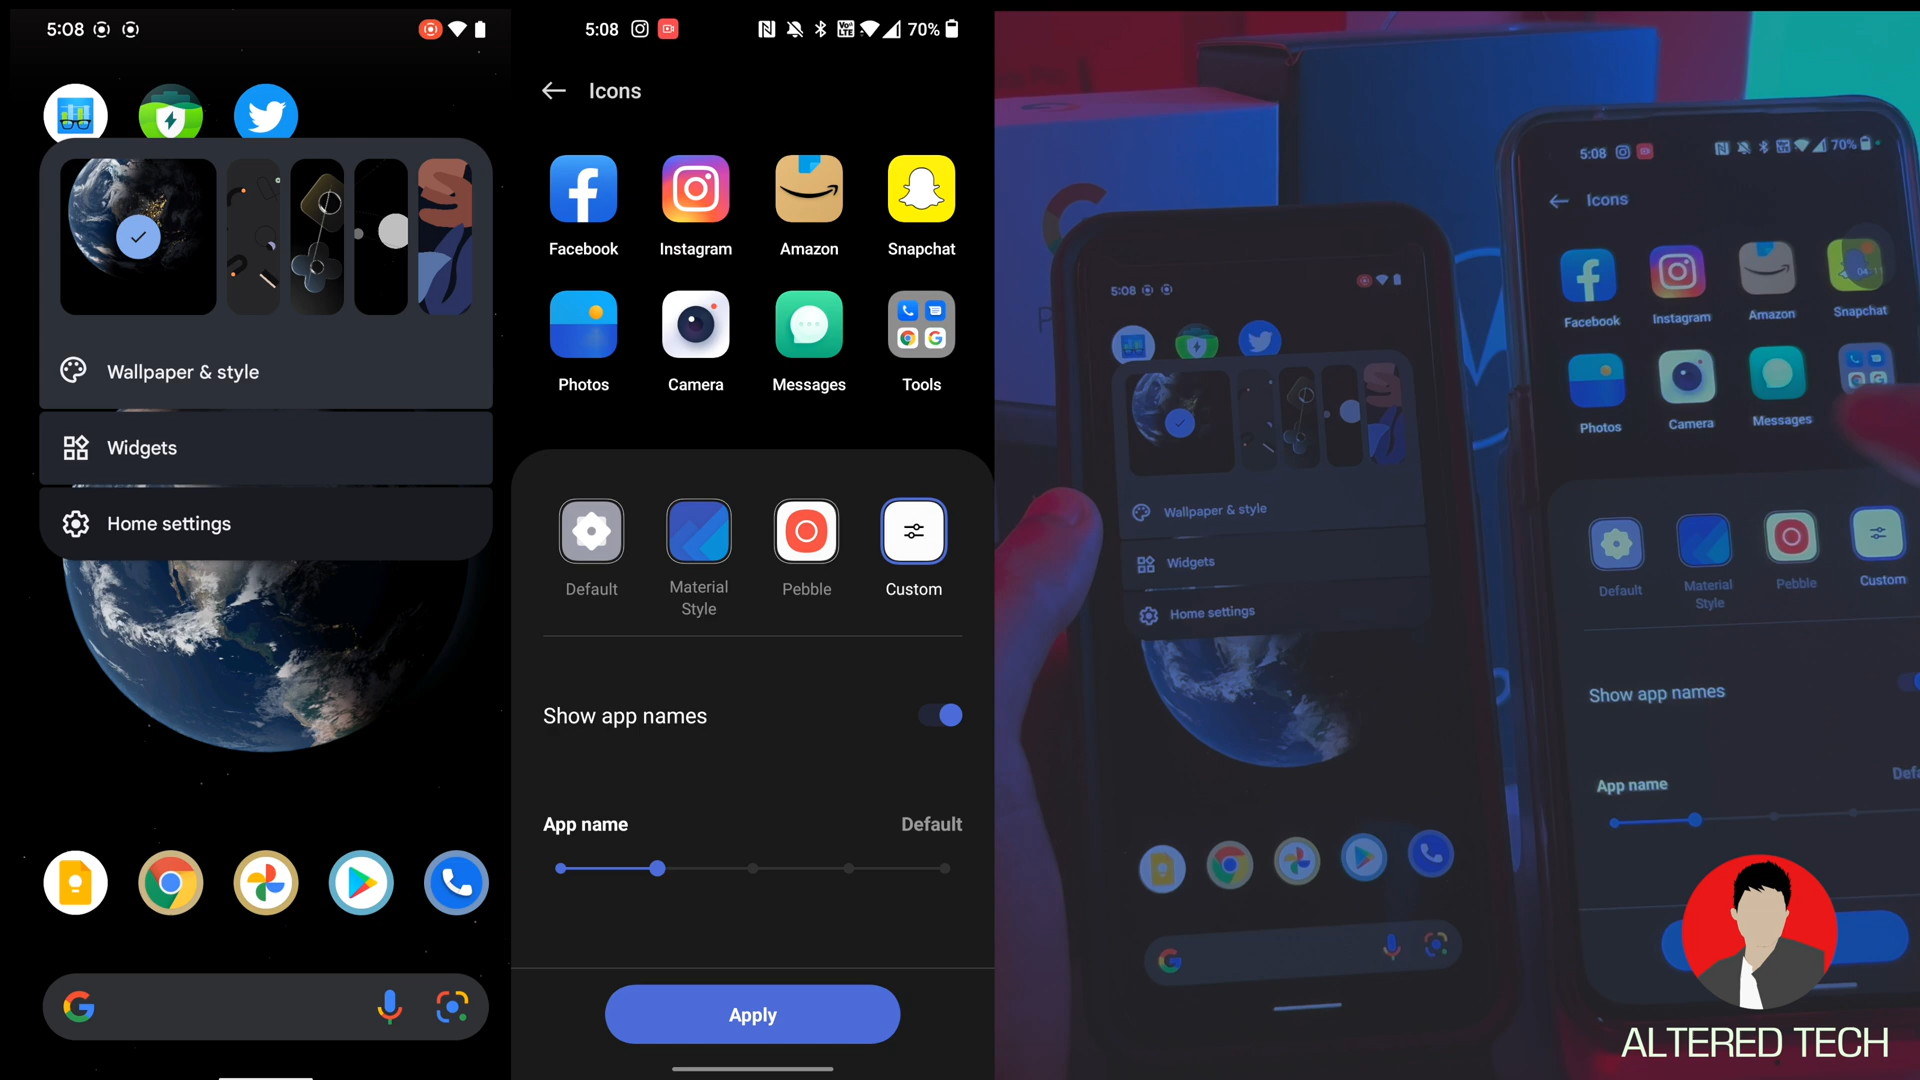 5:08
Wallpaper & style
Widgets
Home settings
5:08
70%
Icons
Facebook
Instagram
Amazon
Snapchat
Photos
Camera
Messages
Tools
Default
Material
Style
Pebble
Custom
Show app names
App name
Default
Apply
5:08
Wallpaper & style
Widgets
Home settings
5:08
70%
Icons
Facebook
Instagram
Amazon
Snapchat
04:11
Photos
Camera
Messages
Default
Material
Style
Pebble
Custom
Show app names
App name
Defa
ALTERED TECH